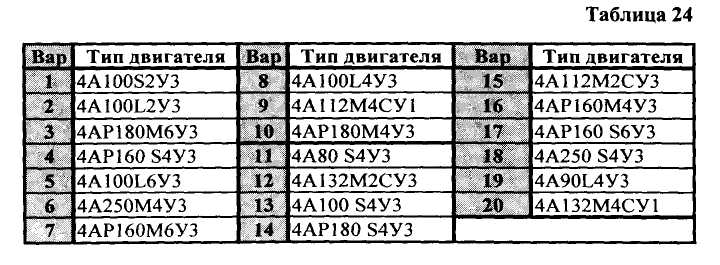 Таблица 24
Вар Тип двигателя Вар Тип двигателя Вар Тип двигателя
1 4А100S2У3 8 4А100L4У3 15 4А112М2СУ3
2 4А100L2У3 9 4А112М4СУ1 16 4АР160М4У3
3 4АР180М6У3 10 4АР180М4У3 17 4АР160 S6У3
4 4АР160 S4У3 11 4А80 S4У3 18 4А250 S4У3
5 4А100L6У3 12 4А132М2СУ3 19 4А90L4У3
6 4А250М4У3 13 4А100 S4У3 20 4А132М4СУ1
7 4АР160М6У3 14 4АР180 S4У3